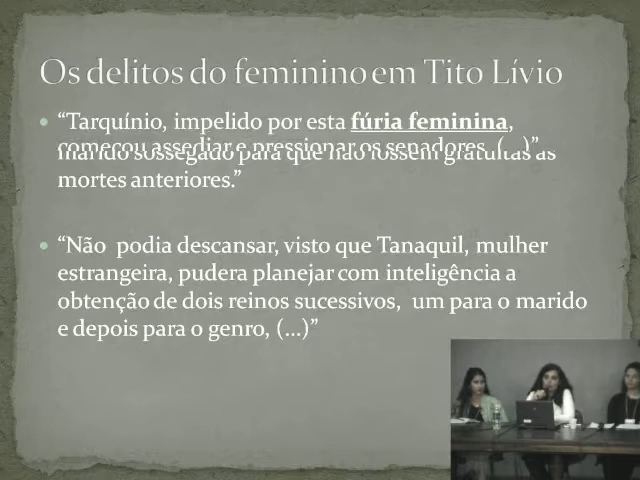 Os delitos do feminino em Tito Lívio
“Tarquínio, impelido por esta fúria feminina,
começou assediar e pressionar os senadores (...)”
marido sossegado para que não fossem gratuitas as
mortes anteriores.”
“Não podia descansar, visto que Tanaquil, mulher
estrangeira, pudera planejar com inteligência a
obtenção de dois reinos sucessivos, um para o marido
e depois para o genro, (...)”